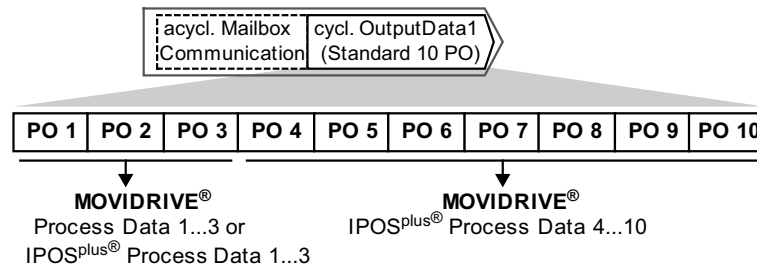 acycl. Mailbox
Communication
cycl. OutputData1
(Standard 10 PO)
PO 1 PO 2 PO 3 PO 4 PO 5 PO 6 PO 7 PO 8 PO 9 PO 10
MOVIDRIVE®
Process Data 1...3 or
IPOSplus® Process Data 1...3
MOVIDRIVE®
IPOSplus® Process Data 4...10